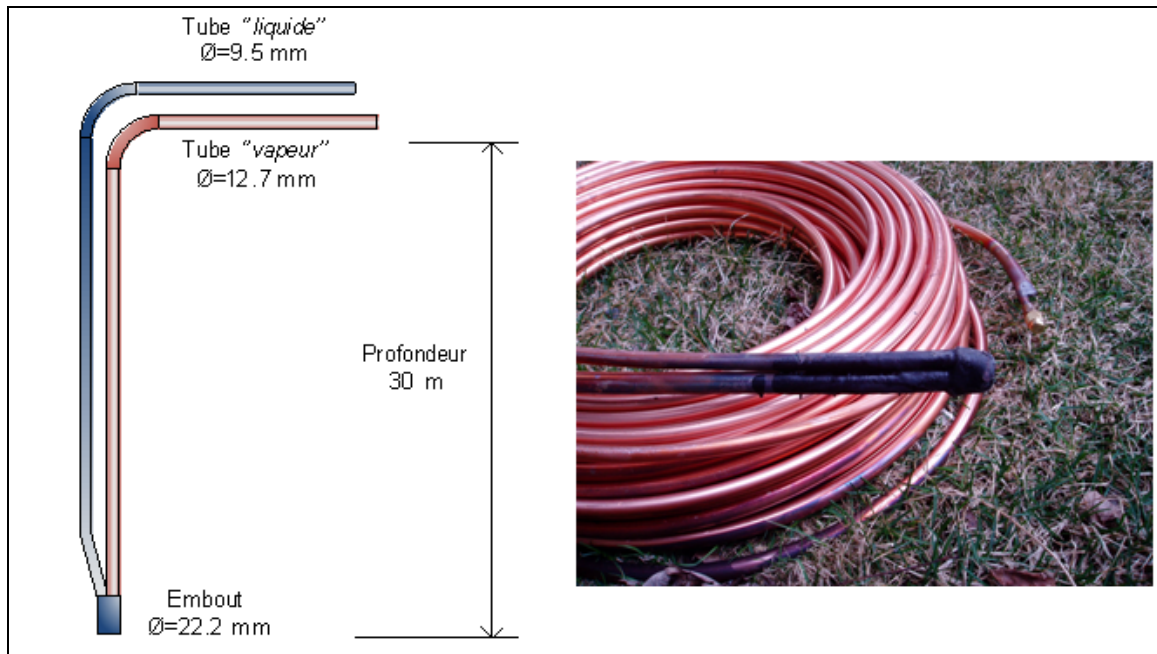 Tube "liquide"
Ø=9.5 mm
Tube "vapeur"
Ø=12.7 mm
Profondeur
30 m
Embout
Ø=22.2 mm